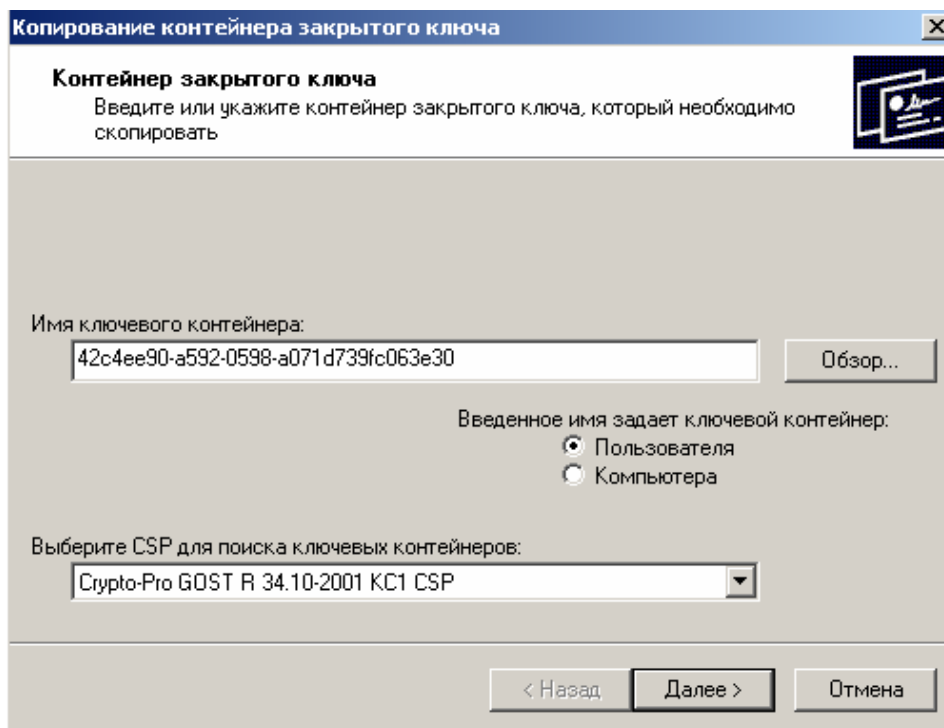 Копирование контейнера закрытого ключа
Контейнер закрытого ключа
Введите или укажите контейнер закрытого ключа, который необходимо
скопировать
Имя ключевого контейнера:
42c4ee90-a592-0598-a071d739fc063e30
Обзор...
Введенное имя задает ключевой контейнер:
Пользователя
Компьютера
Выберите CSP для поиска ключевых контейнеров:
Crypto-Pro GOST R 34.10-2001 KC1 CSP
< Назад
Далее >
Отмена